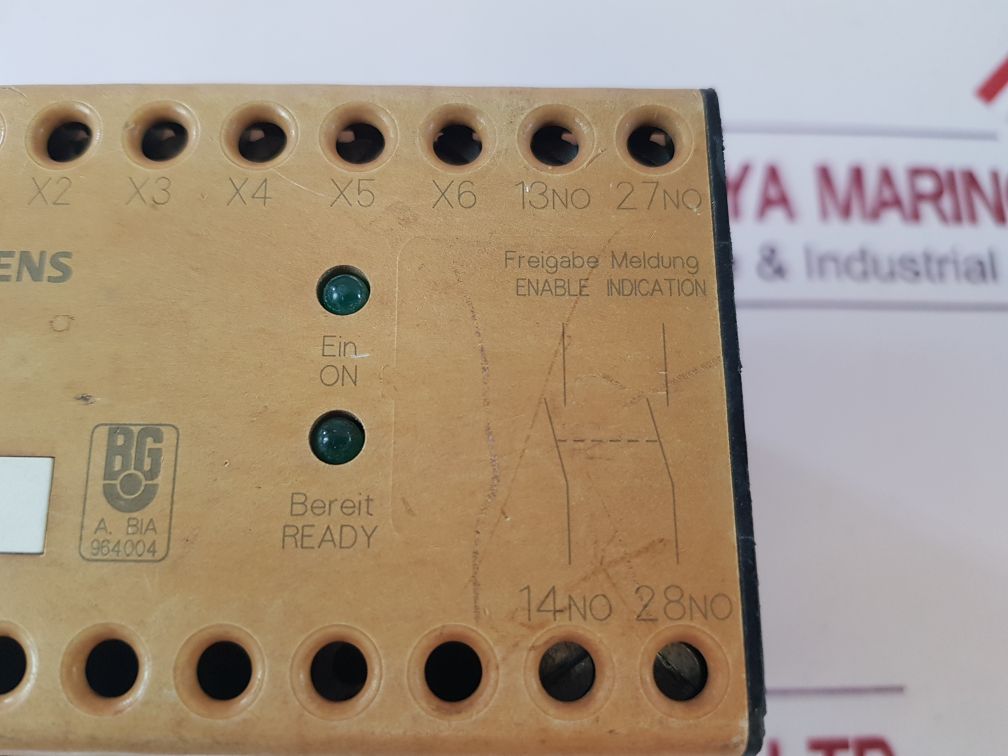 X2 X3 X4 X5 X6 13NO 27NO
ENS
Freigabe Meldung
ENABLE INDICATION
Ein
ON
BG
A. BIA
964004
Bereit
READY
14NO 28NO
YA MARIN
& Industrial
LTD